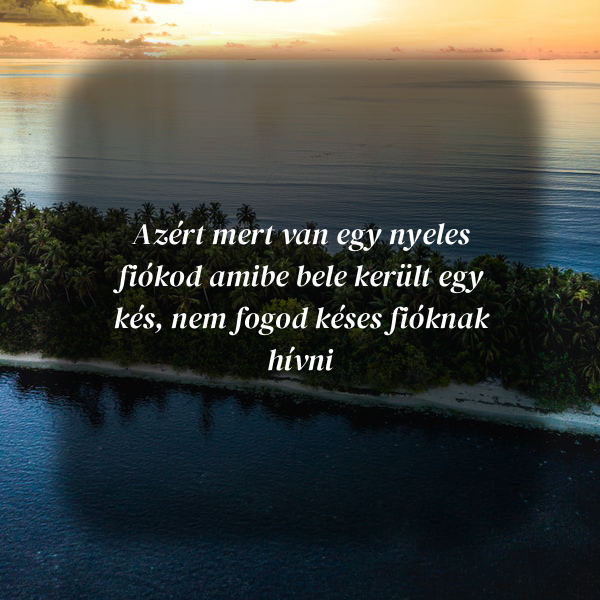 Azért mert van egy nyeles
fiókod amibe bele került egy
kés, nem fogod késes fióknak
hívni